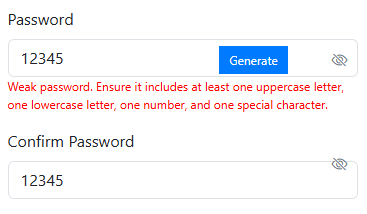 Password
12345 Generate
Weak password. Ensure it includes at least one uppercase letter,
one lowercase letter, one number, and one special character.
Confirm Password
12345